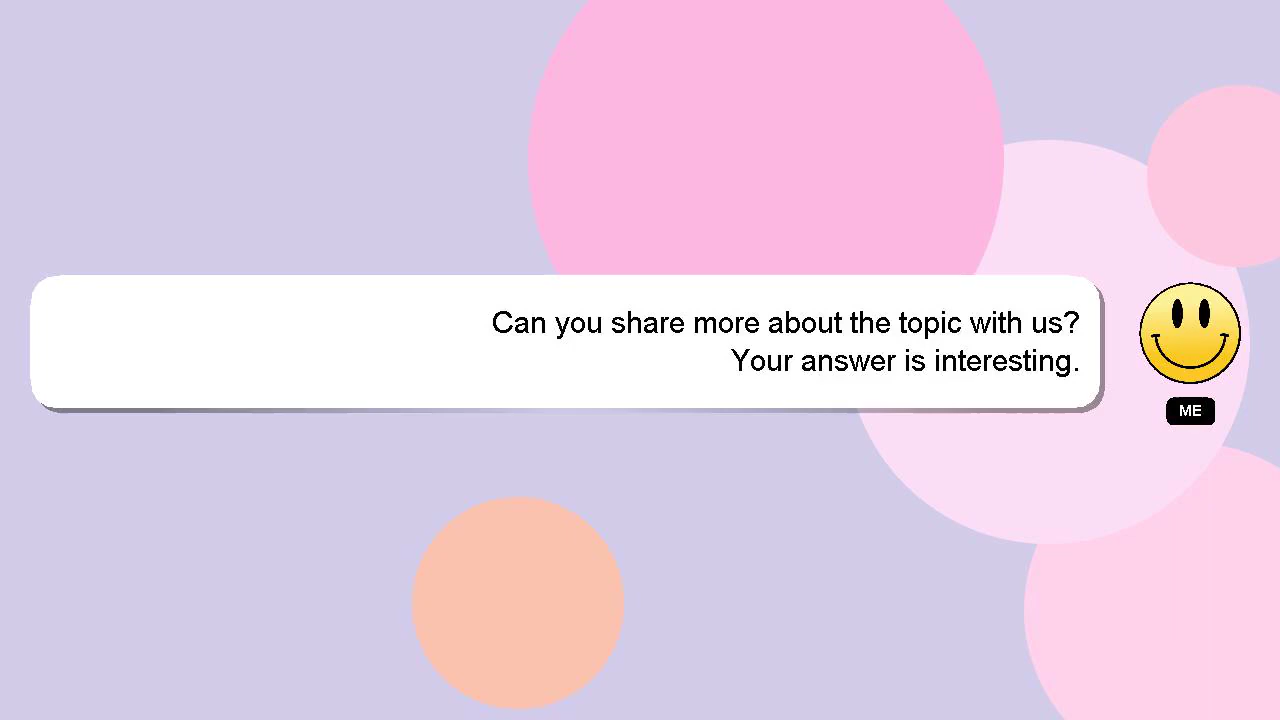 Can you share more about the topic with us?
Your answer is interesting.
ME